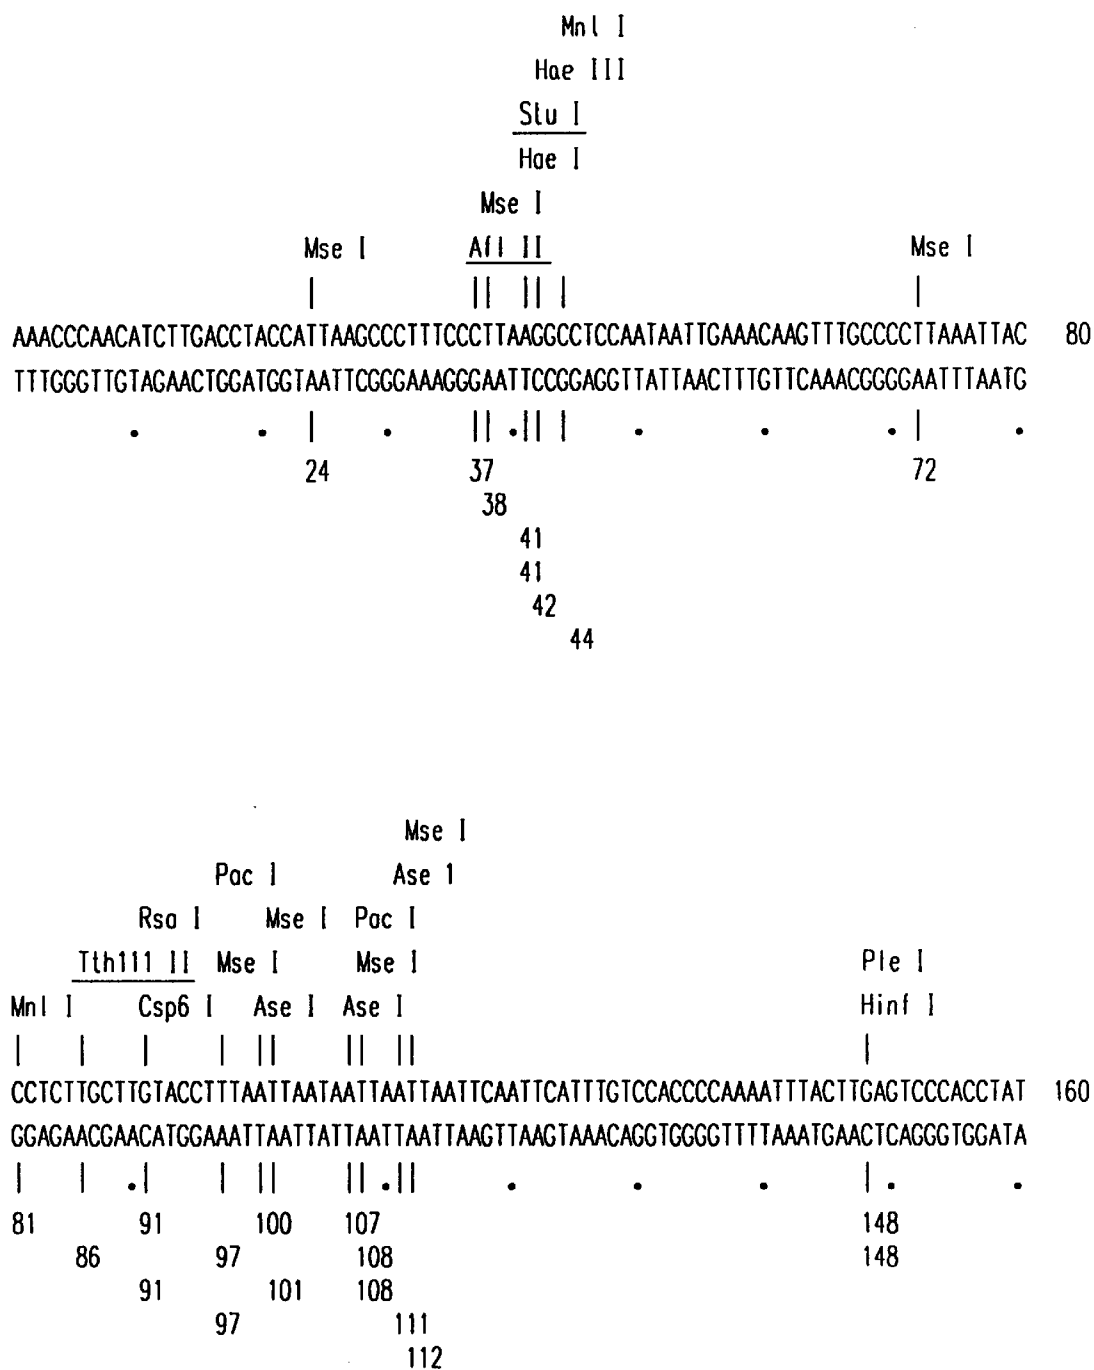 Mnl I
Hae III
Stu I
Hae I
Mse I
Mse I Afl II Mse I
AAACCCAACATCTTGACCTACCATTAAGCCCCTTTCCCTTAAGGCCTCCAATAATTGAAACAAGTTTGCCCCTTAAATTAC 80
TTTGGGTTGTAGAACTGGATGGTAATTCGGGAAAGGGAATTCCGGAGGTTATTAACTTTGTTCAAACGGGGAATTTAATG
24 37 72
38
41
41
42
44
Mse I
Pac I Ase 1
Rsa I Mse I Pac I
Tth111 II Mse I Mse I Ple I
Mnl I Csp6 I Ase I Ase I Hinf I
CCTCTTGCTTGTACCTTTAATTAATAATTAATTAATTCAATTCATTTGTCCACCCCAAAATTTACTTGAGTCCCACCTAT 160
GGAGAACGAACATGGAAATTAATTATTAATTAATTAAGTTAAGTAAACAGGTGGGGTTTTAAATGAACTCAGGGTGGATA
81 91 100 107 148
86 97 108 148
91 101 108
97 111
112